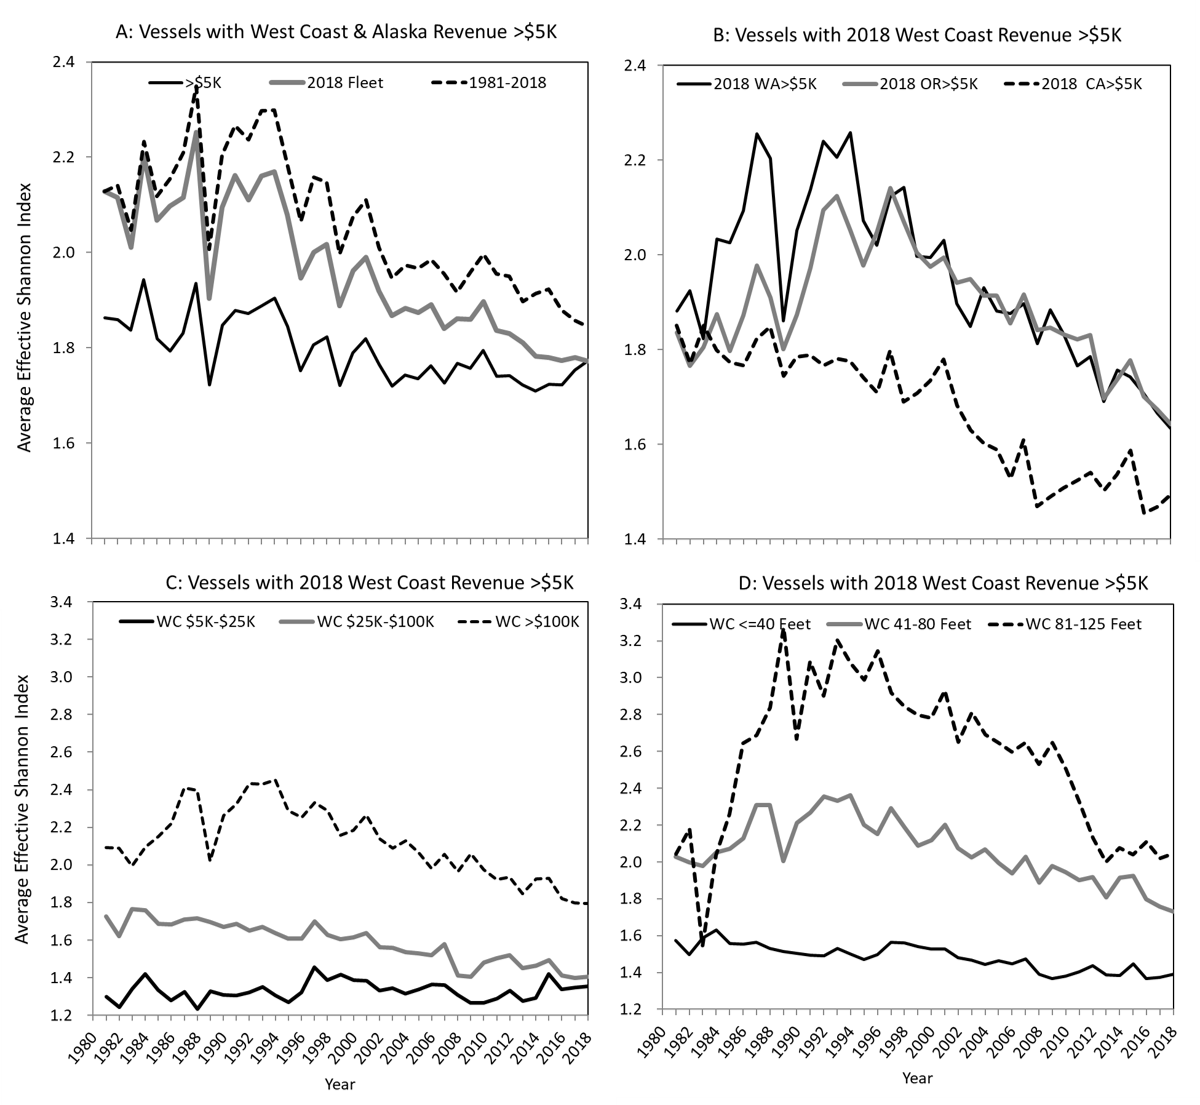 A: Vessels with West Coast & Alaska Revenue >$5K
>$5K 2018 Fleet 1981-2018
2.4
2.2
2.0
1.8
1.6
1.4
Average Effective Shannon Index
B: Vessels with 2018 West Coast Revenue >$5K
2018 WA>$5K 2018 OR>$5K 2018 CA>$5K
2.4
2.2
2.0
1.8
1.6
1.4
C: Vessels with 2018 West Coast Revenue >$5K
WC $5K-$25K WC $25K-$100K WC >$100K
3.4
3.2
3.0
2.8
2.6
2.4
2.2
2.0
1.8
1.6
1.4
1.2
Average Effective Shannon Index
1980 1982 1984 1986 1988 1990 1992 1994 1996 1998 2000 2002 2004 2006 2008 2010 2012 2014 2016 2018
Year
D: Vessels with 2018 West Coast Revenue >$5K
WC <=40 Feet WC 41-80 Feet WC 81-125 Feet
3.4
3.2
3.0
2.8
2.6
2.4
2.2
2.0
1.8
1.6
1.4
1.2
1980 1982 1984 1986 1988 1990 1992 1994 1996 1998 2000 2002 2004 2006 2008 2010 2012 2014 2016 2018
Year